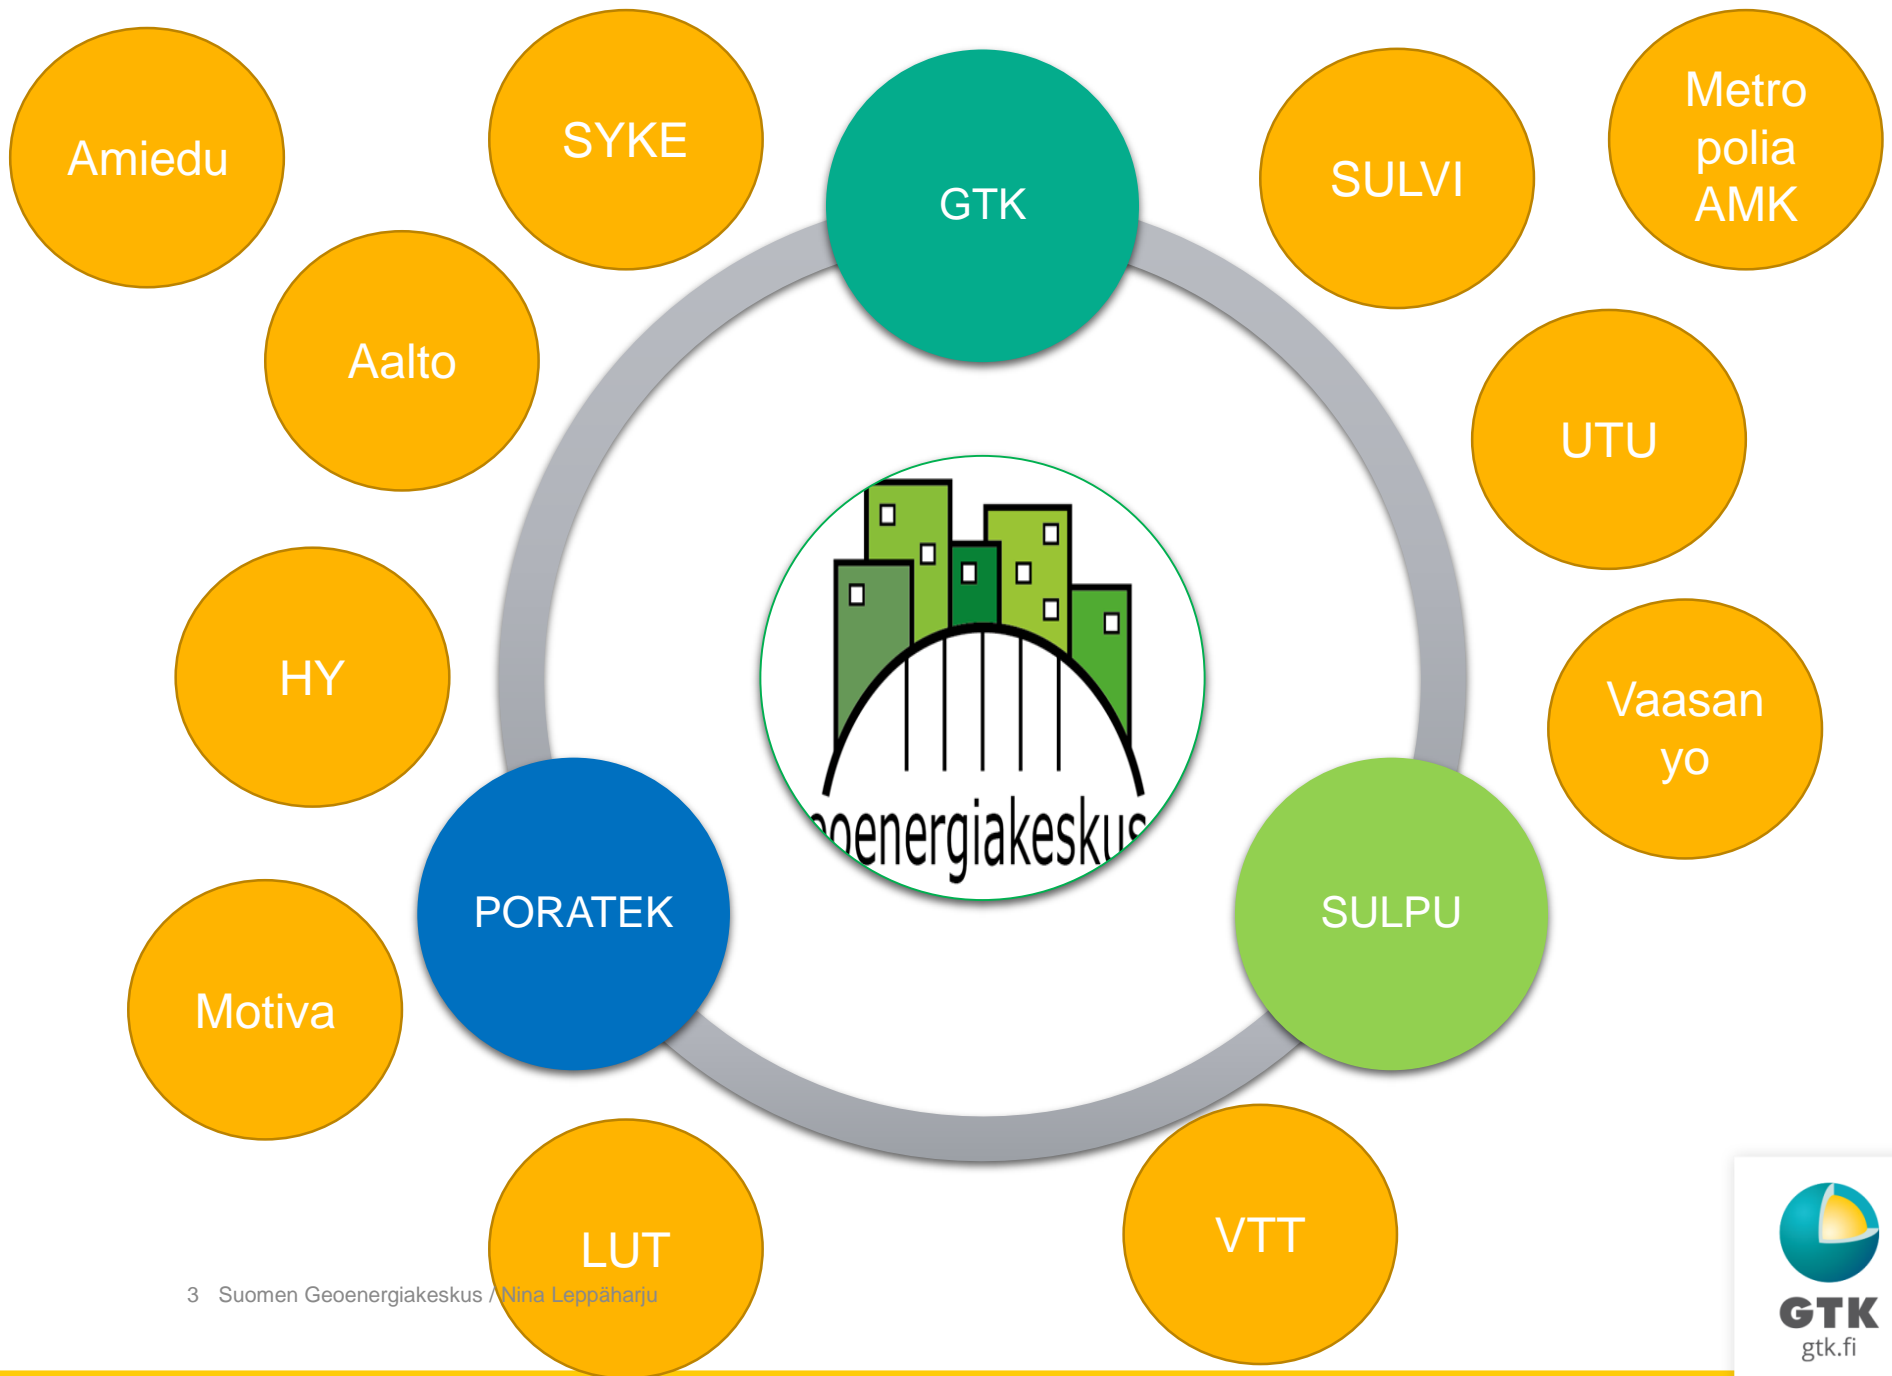 Amiedu
SYKE
GTK
SULVI
Metro
polia
AMK
Aalto
UTU
HY
Vaasan
yo
oenergiakeskus
PORATEK
SULPU
Motiva
LUT
VTT
3 Suomen Geoenergiakeskus / Nina Leppäharju
GTK
gtk.fi